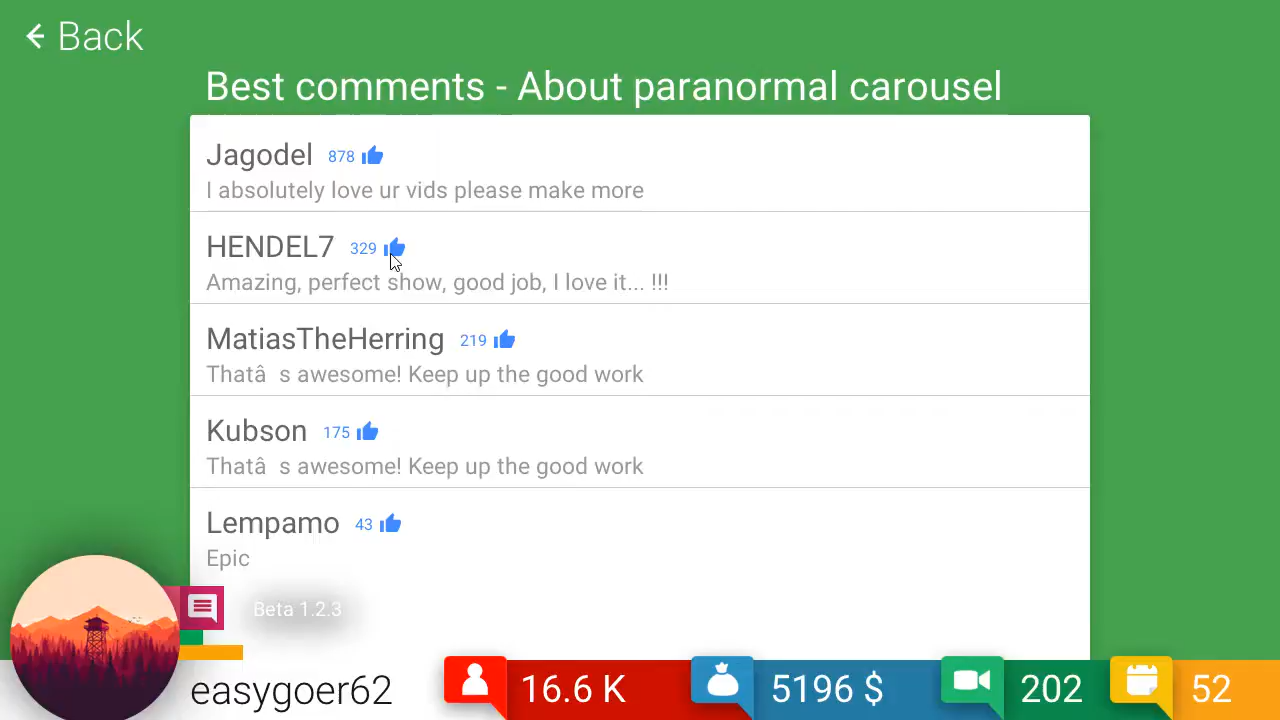 Back
Best comments - About paranormal carousel
Jagodel 878
I absolutely love ur vids please make more
HENDEL7 329
Amazing, perfect show, good job, I love it... !!!
MatiasTheHerring 219
Thatâ s awesome! Keep up the good work
Kubson 175
Thatâ s awesome! Keep up the good work
Lempamo 43
Epic
Beta 1.2.3
easygoer62 16.6 K 5196 $ 202 52